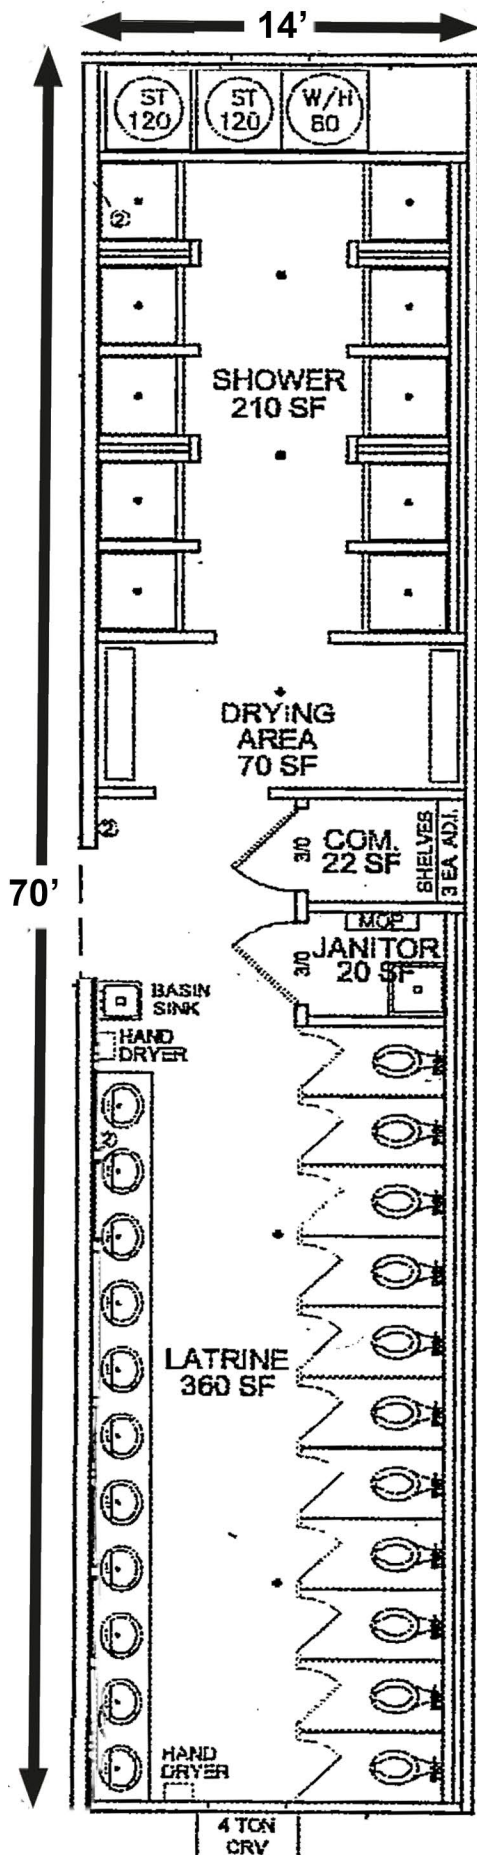 14'
ST
120
ST
120
W/H
80
2
SHOWER
210 SF
DRYING
AREA
70 SF
2
3/0
COM.
22 SF
SHELVES
3 EA ADJ.
70'
MOP
JANITOR
20 SF
3/0
BASIN
SINK
HAND
DRYER
2
LATRINE
360 SF
HAND
DRYER
4 TON
CRV